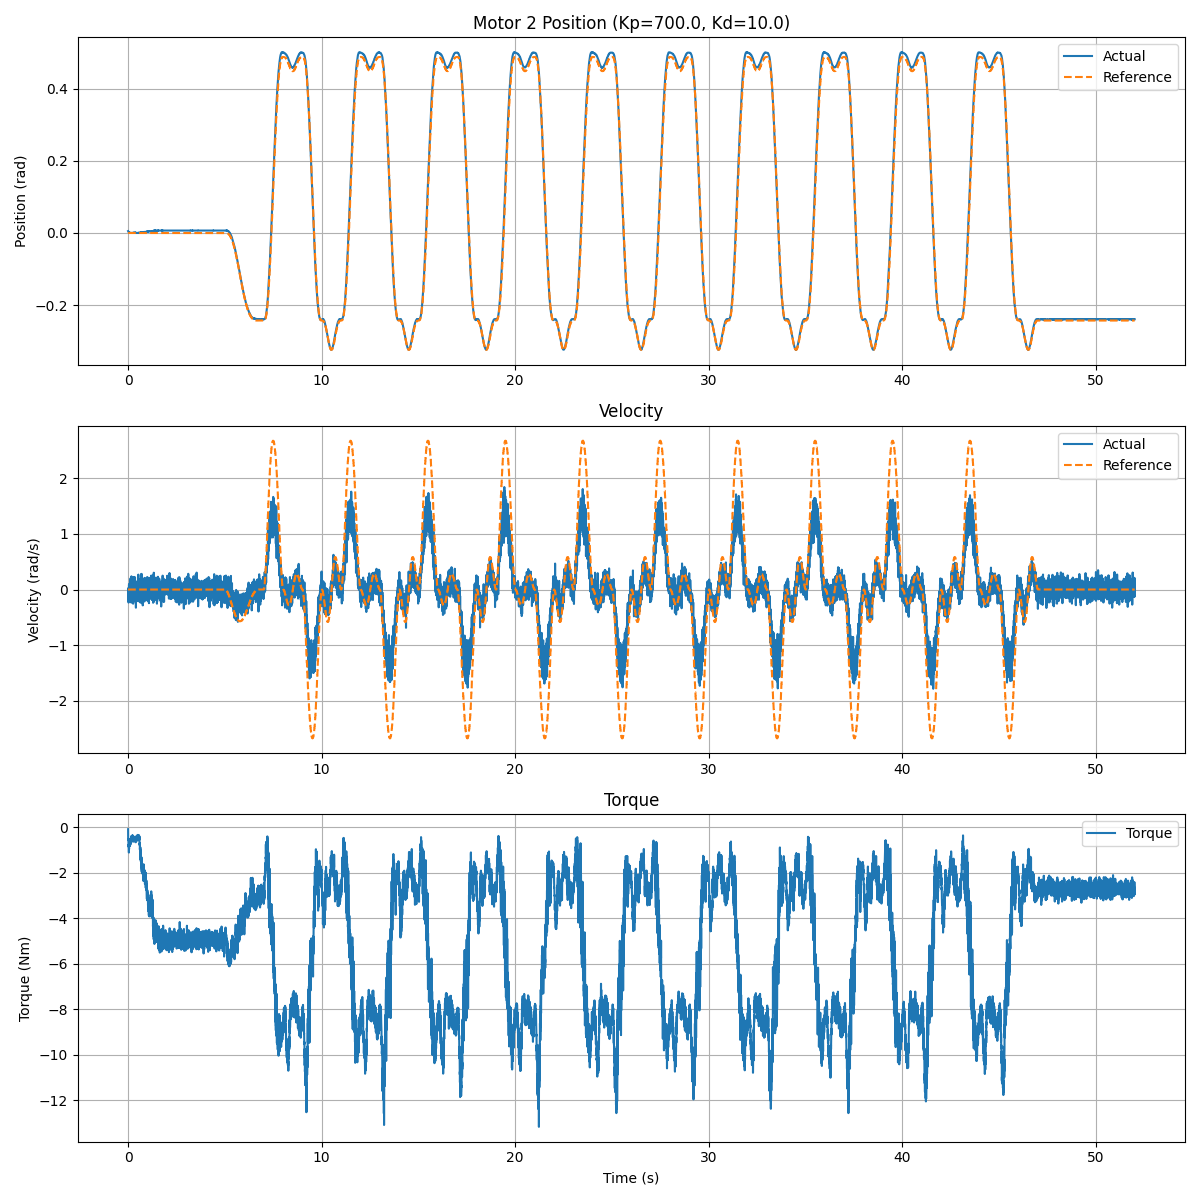 Motor 2 Position (Kp=700.0, Kd=10.0)
Actual
Reference
0.4
0.2
0.0
−0.2
Position (rad)
0 10 20 30 40 50
Velocity
Actual
Reference
2
1
0
−1
−2
Velocity (rad/s)
0 10 20 30 40 50
Torque
Torque
0
−2
−4
−6
−8
−10
−12
Torque (Nm)
0 10 20 30 40 50
Time (s)